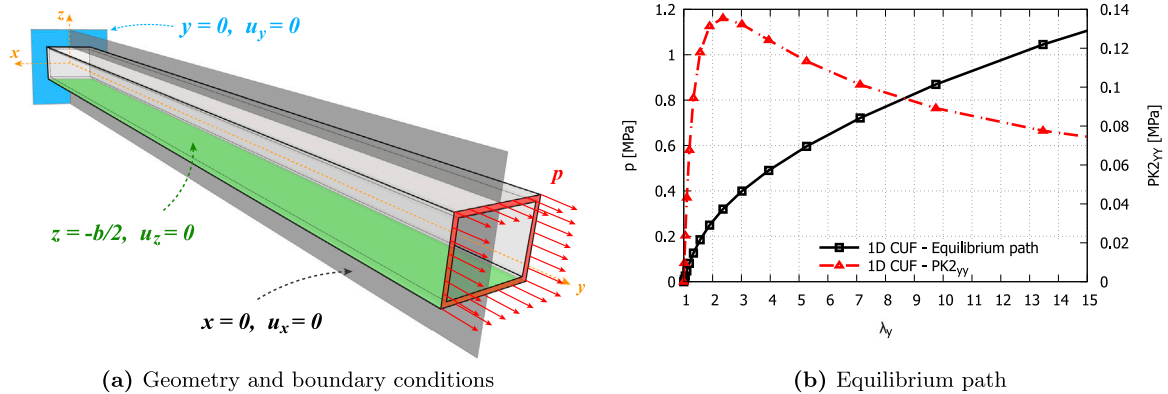 z
y = 0, u_y = 0
x
p
z = -b/2, u_z = 0
y
x = 0, u_x = 0
(a) Geometry and boundary conditions
1.2
1
0.8
0.6
0.4
0.2
0
p [MPa]
0.14
0.12
0.1
0.08
0.06
0.04
0.02
0
PK2_YY [MPa]
1D CUF - Equilibrium path
1D CUF - PK2_YY
1 2 3 4 5 6 7 8 9 10 11 12 13 14 15
λ_y
(b) Equilibrium path